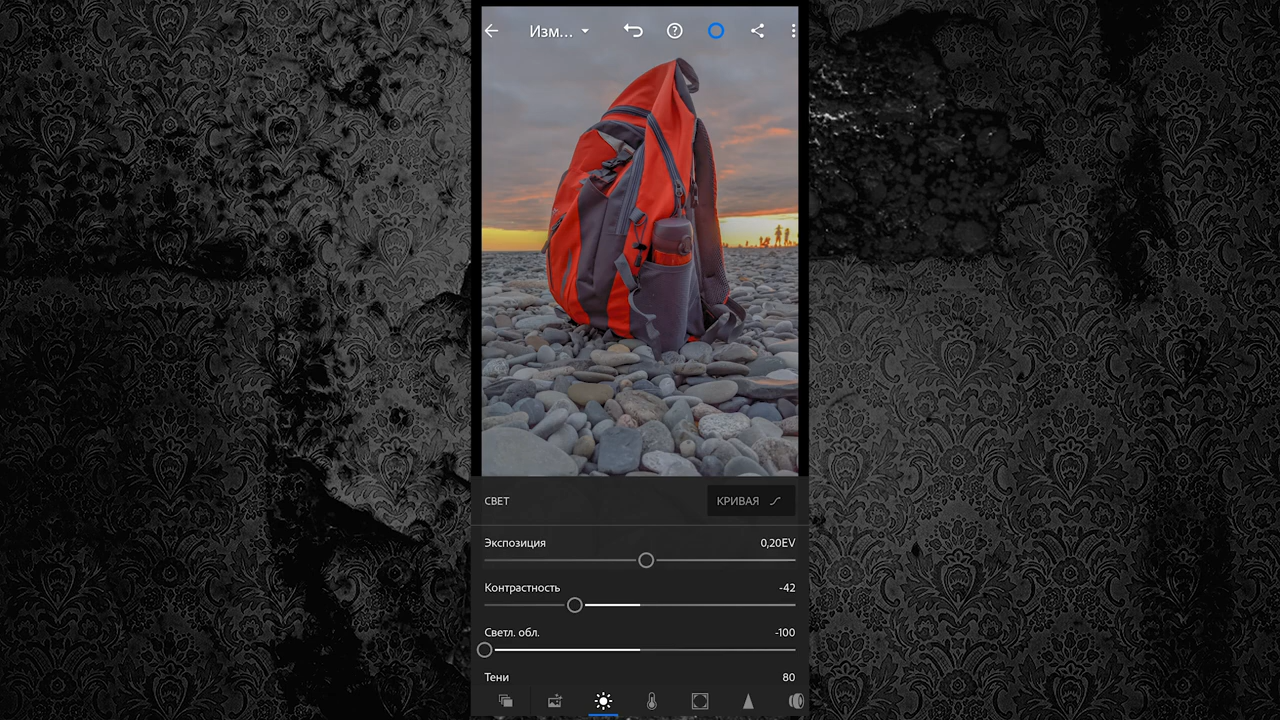 Изм...
СВЕТ
КРИВАЯ
Экспозиция 0,20EV
Контрастность -42
Светл. обл. -100
Тени 80